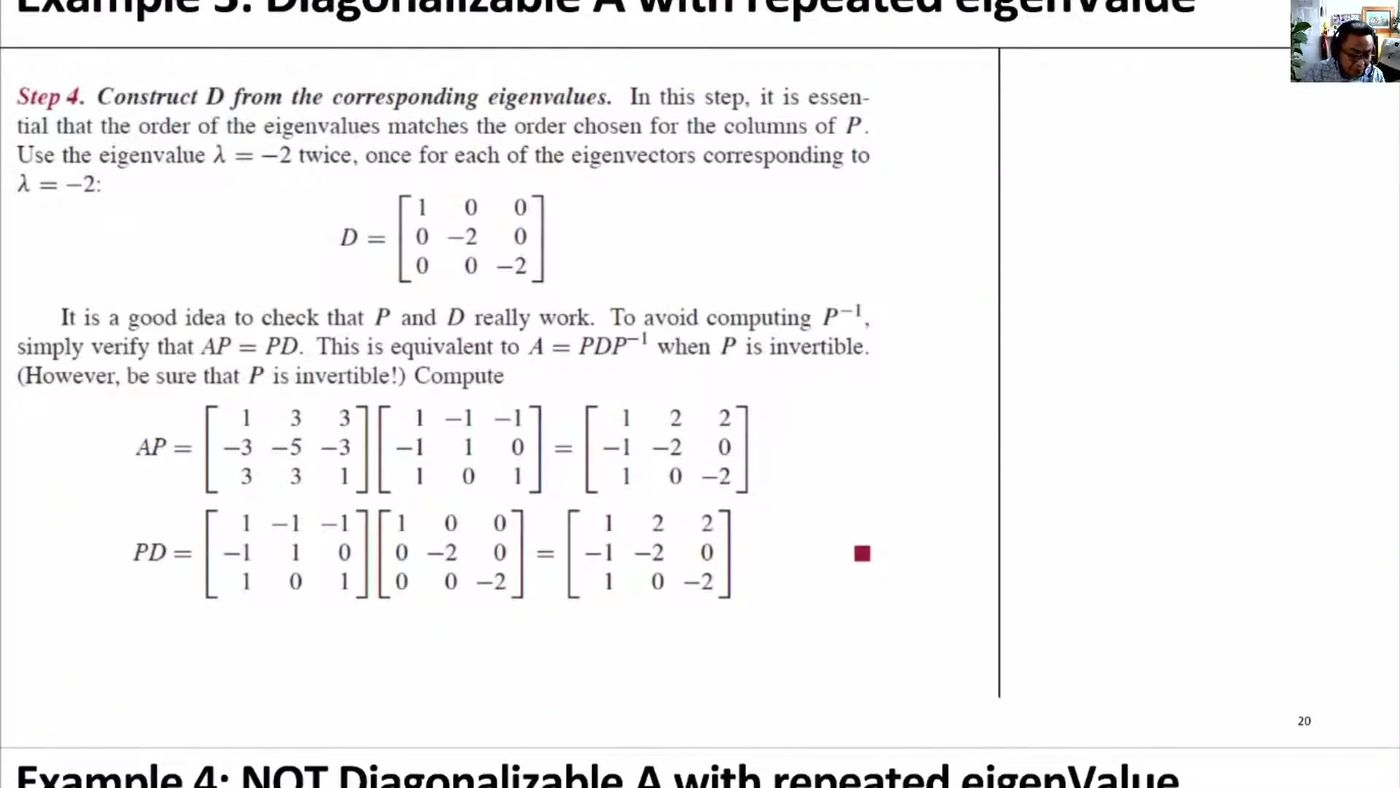 Example 3: Diagonalizable A with repeated eigenValue
Step 4. Construct D from the corresponding eigenvalues. In this step, it is essen-
tial that the order of the eigenvalues matches the order chosen for the columns of P.
Use the eigenvalue λ = −2 twice, once for each of the eigenvectors corresponding to
λ = −2:
1 0 0
D = 0 −2 0
0 0 −2
It is a good idea to check that P and D really work. To avoid computing P⁻¹,
simply verify that AP = PD. This is equivalent to A = PDP⁻¹ when P is invertible.
(However, be sure that P is invertible!) Compute
1 3 3 1 −1 −1 1 2 2
AP = −3 −5 −3 −1 1 0 = −1 −2 0
3 3 1 1 0 1 1 0 −2
1 −1 −1 1 0 0 1 2 2
PD = −1 1 0 0 −2 0 = −1 −2 0
1 0 1 0 0 −2 1 0 −2
20
Example 4: NOT Diagonalizable A with repeated eigenValue